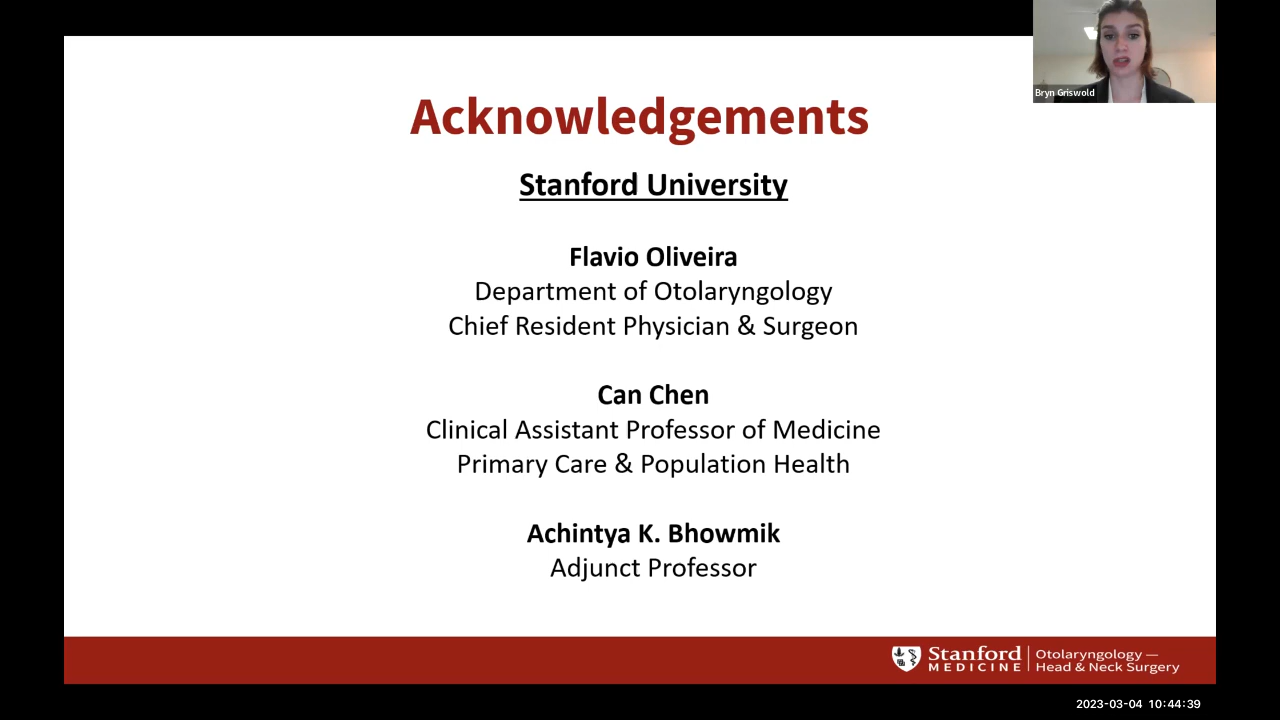 Acknowledgements
Bryn Griswold
Stanford University
Flavio Oliveira
Department of Otolaryngology
Chief Resident Physician & Surgeon
Can Chen
Clinical Assistant Professor of Medicine
Primary Care & Population Health
Achintya K. Bhowmik
Adjunct Professor
Stanford
MEDICINE
Otolaryngology —
Head & Neck Surgery
2023-03-04 10:44:39